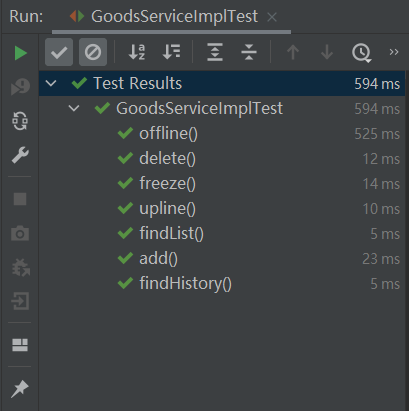 Run: GoodsServiceImplTest
Test Results 594 ms
GoodsServiceImplTest 594 ms
offline() 525 ms
delete() 12 ms
freeze() 14 ms
upline() 10 ms
findList() 5 ms
add() 23 ms
findHistory() 5 ms